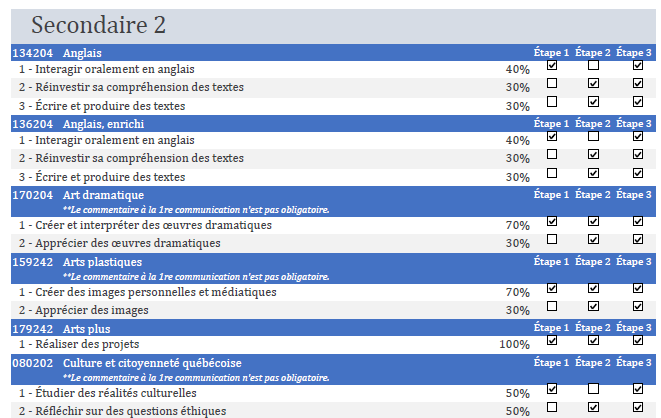 Secondaire 2
134204 Anglais Étape 1 Étape 2 Étape 3
1 - Interagir oralement en anglais 40%
2 - Réinvestir sa compréhension des textes 30%
3 - Écrire et produire des textes 30%
136204 Anglais, enrichi Étape 1 Étape 2 Étape 3
1 - Interagir oralement en anglais 40%
2 - Réinvestir sa compréhension des textes 30%
3 - Écrire et produire des textes 30%
170204 Art dramatique Étape 1 Étape 2 Étape 3
**Le commentaire à la 1re communication n'est pas obligatoire.
1 - Créer et interpréter des œuvres dramatiques 70%
2 - Apprécier des œuvres dramatiques 30%
159242 Arts plastiques Étape 1 Étape 2 Étape 3
**Le commentaire à la 1re communication n'est pas obligatoire.
1 - Créer des images personnelles et médiatiques 70%
2 - Apprécier des images 30%
179242 Arts plus Étape 1 Étape 2 Étape 3
1 - Réaliser des projets 100%
080202 Culture et citoyenneté québécoise Étape 1 Étape 2 Étape 3
**Le commentaire à la 1re communication n'est pas obligatoire.
1 - Étudier des réalités culturelles 50%
2 - Réfléchir sur des questions éthiques 50%